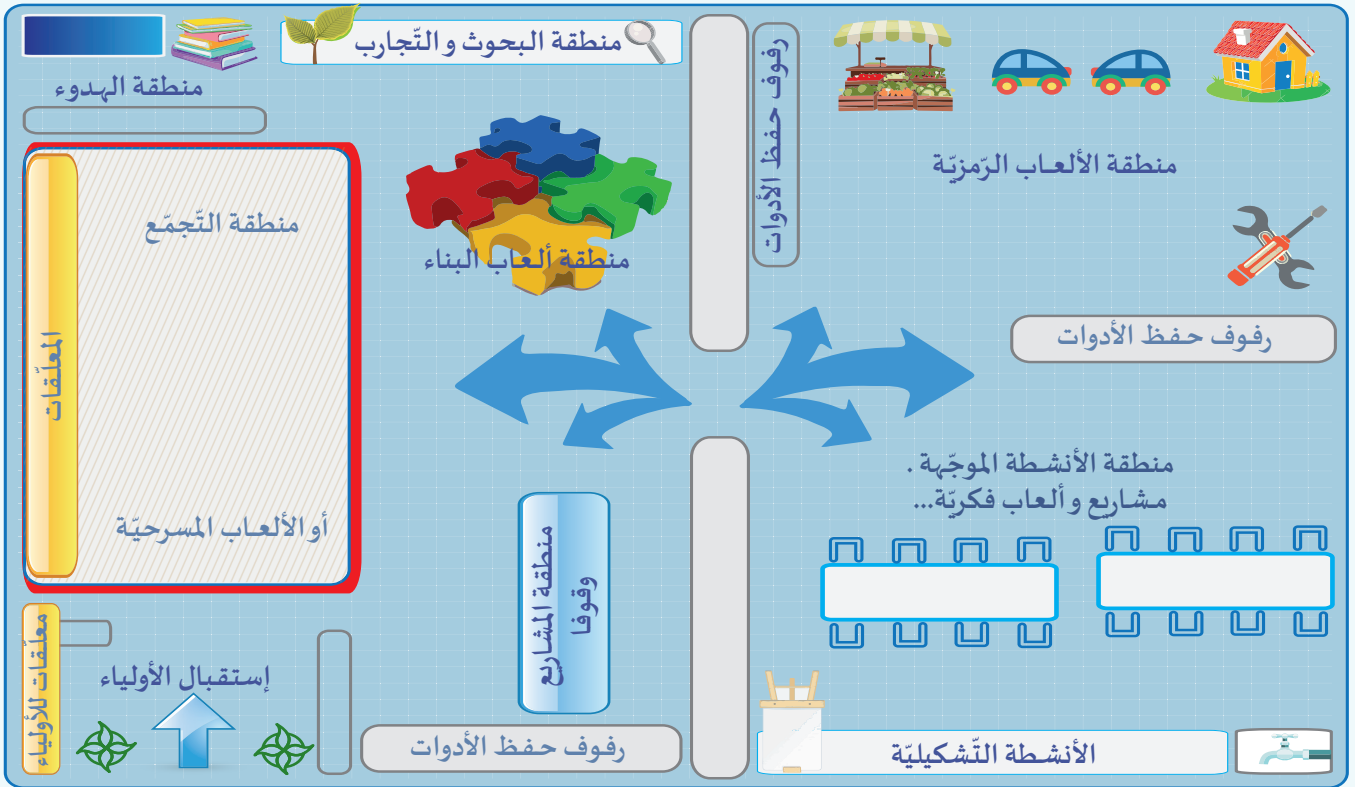 منطقة الألعاب الرّمزيّة
رفوف حفظ الأدوات
رفوف حفظ الأدوات
منطقة البحوث و التّجارب
منطقة الهدوء
منطقة ألعاب البناء
منطقة التّجمّع
أو الألعاب المسرحيّة
المعلّقات
منطقة الأنشطة الموجّهة .
مشاريع و ألعاب فكريّة...
منطقة المشاريع
وقوفا
معلّقات للأولياء
إستقبال الأولياء
رفوف حفظ الأدوات
الأنشطة التّشكيليّة